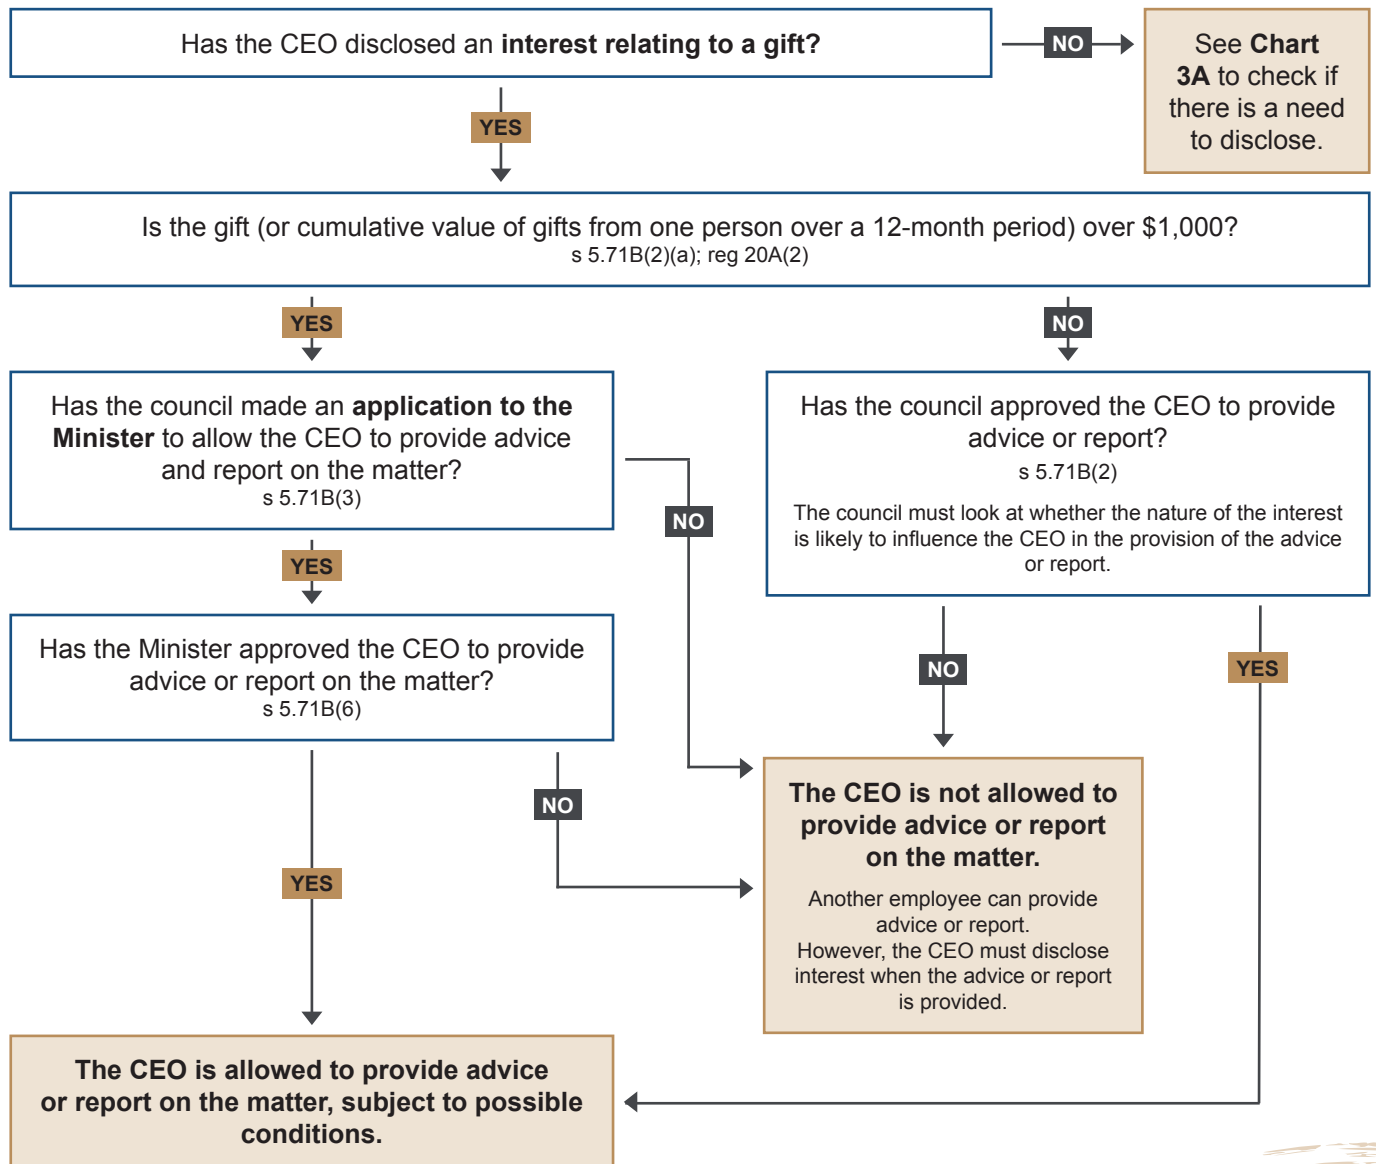 Has the CEO disclosed an interest relating to a gift?
NO
See Chart
3A to check if
there is a need
to disclose.
YES
Is the gift (or cumulative value of gifts from one person over a 12-month period) over $1,000?
s 5.71B(2)(a); reg 20A(2)
YES
NO
Has the council made an application to the
Minister to allow the CEO to provide advice
and report on the matter?
s 5.71B(3)
Has the council approved the CEO to provide
advice or report?
s 5.71B(2)
The council must look at whether the nature of the interest
is likely to influence the CEO in the provision of the advice
or report.
NO
YES
Has the Minister approved the CEO to provide
advice or report on the matter?
s 5.71B(6)
NO
YES
NO
YES
The CEO is not allowed to
provide advice or report
on the matter.
Another employee can provide
advice or report.
However, the CEO must disclose
interest when the advice or report
is provided.
The CEO is allowed to provide advice
or report on the matter, subject to possible
conditions.